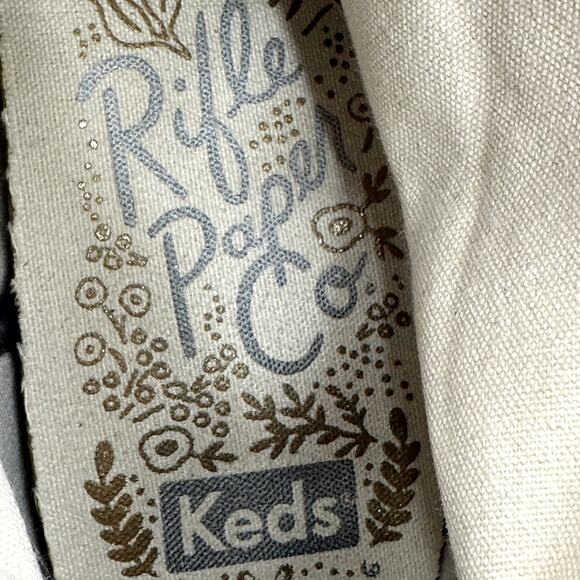 Rifle
Paper
Co.
Keds